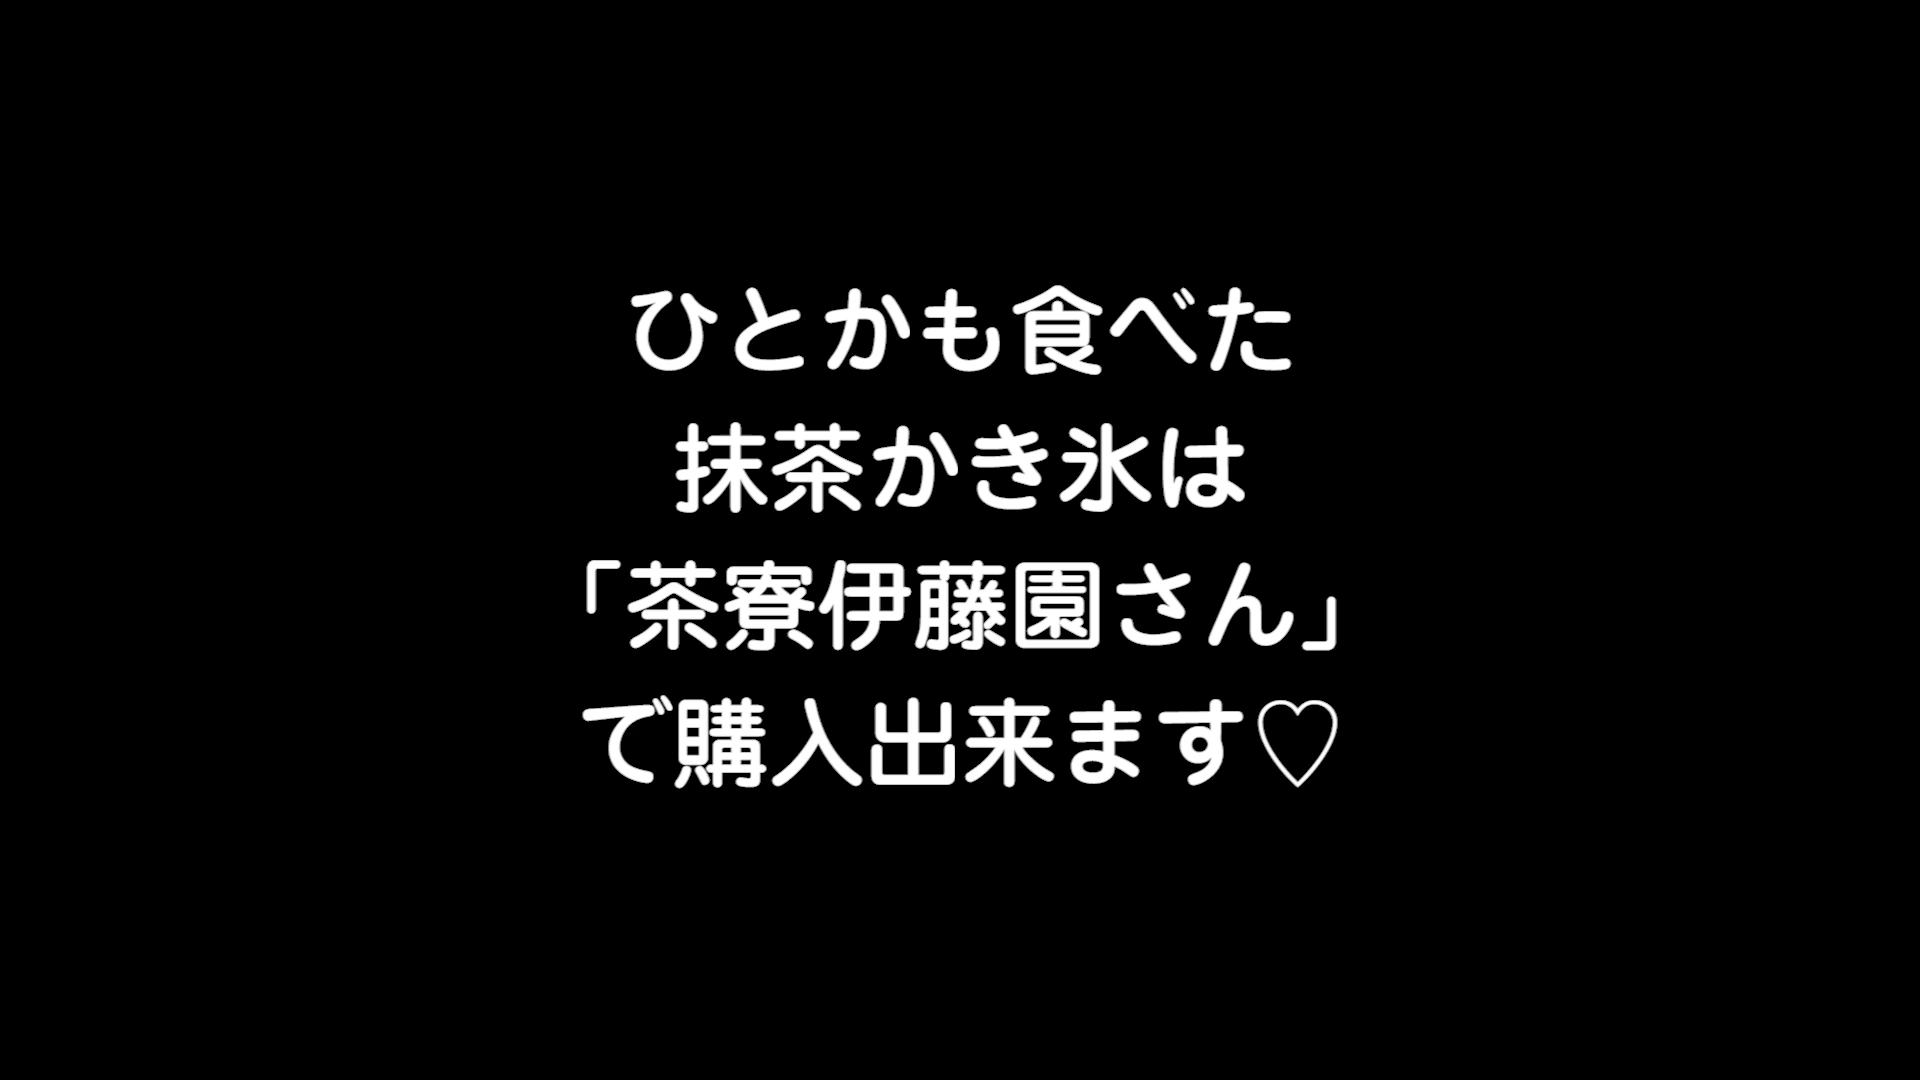 ひとかも食べた
抹茶かき氷は
「茶寮伊藤園さん」
で購入出来ます♡